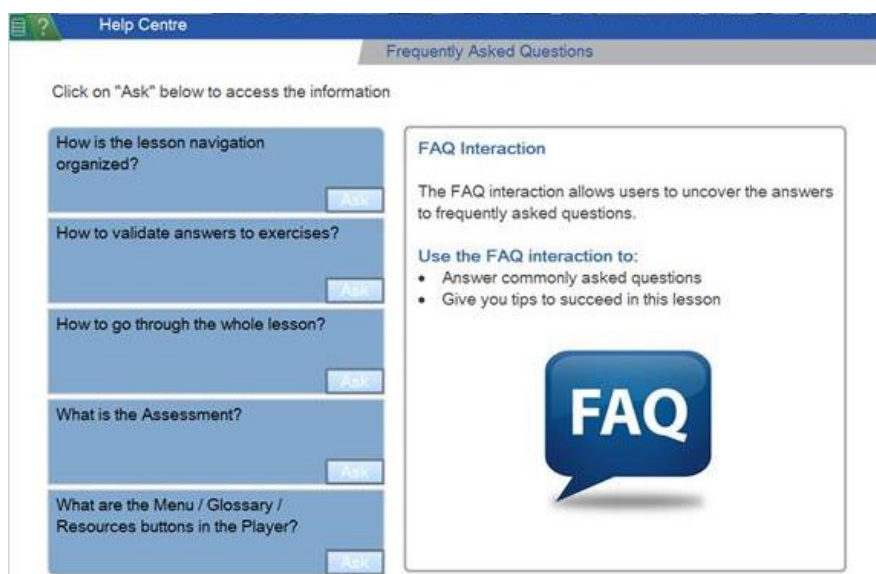 ? Help Centre
Frequently Asked Questions
Click on "Ask" below to access the information
How is the lesson navigation
organized?
Ask
How to validate answers to exercises?
Ask
How to go through the whole lesson?
Ask
What is the Assessment?
Ask
What are the Menu / Glossary /
Resources buttons in the Player?
Ask
FAQ Interaction
The FAQ interaction allows users to uncover the answers
to frequently asked questions.
Use the FAQ interaction to:
• Answer commonly asked questions
• Give you tips to succeed in this lesson
FAQ